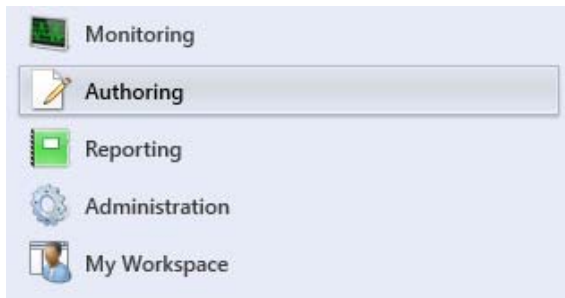 Monitoring
Authoring
Reporting
Administration
My Workspace